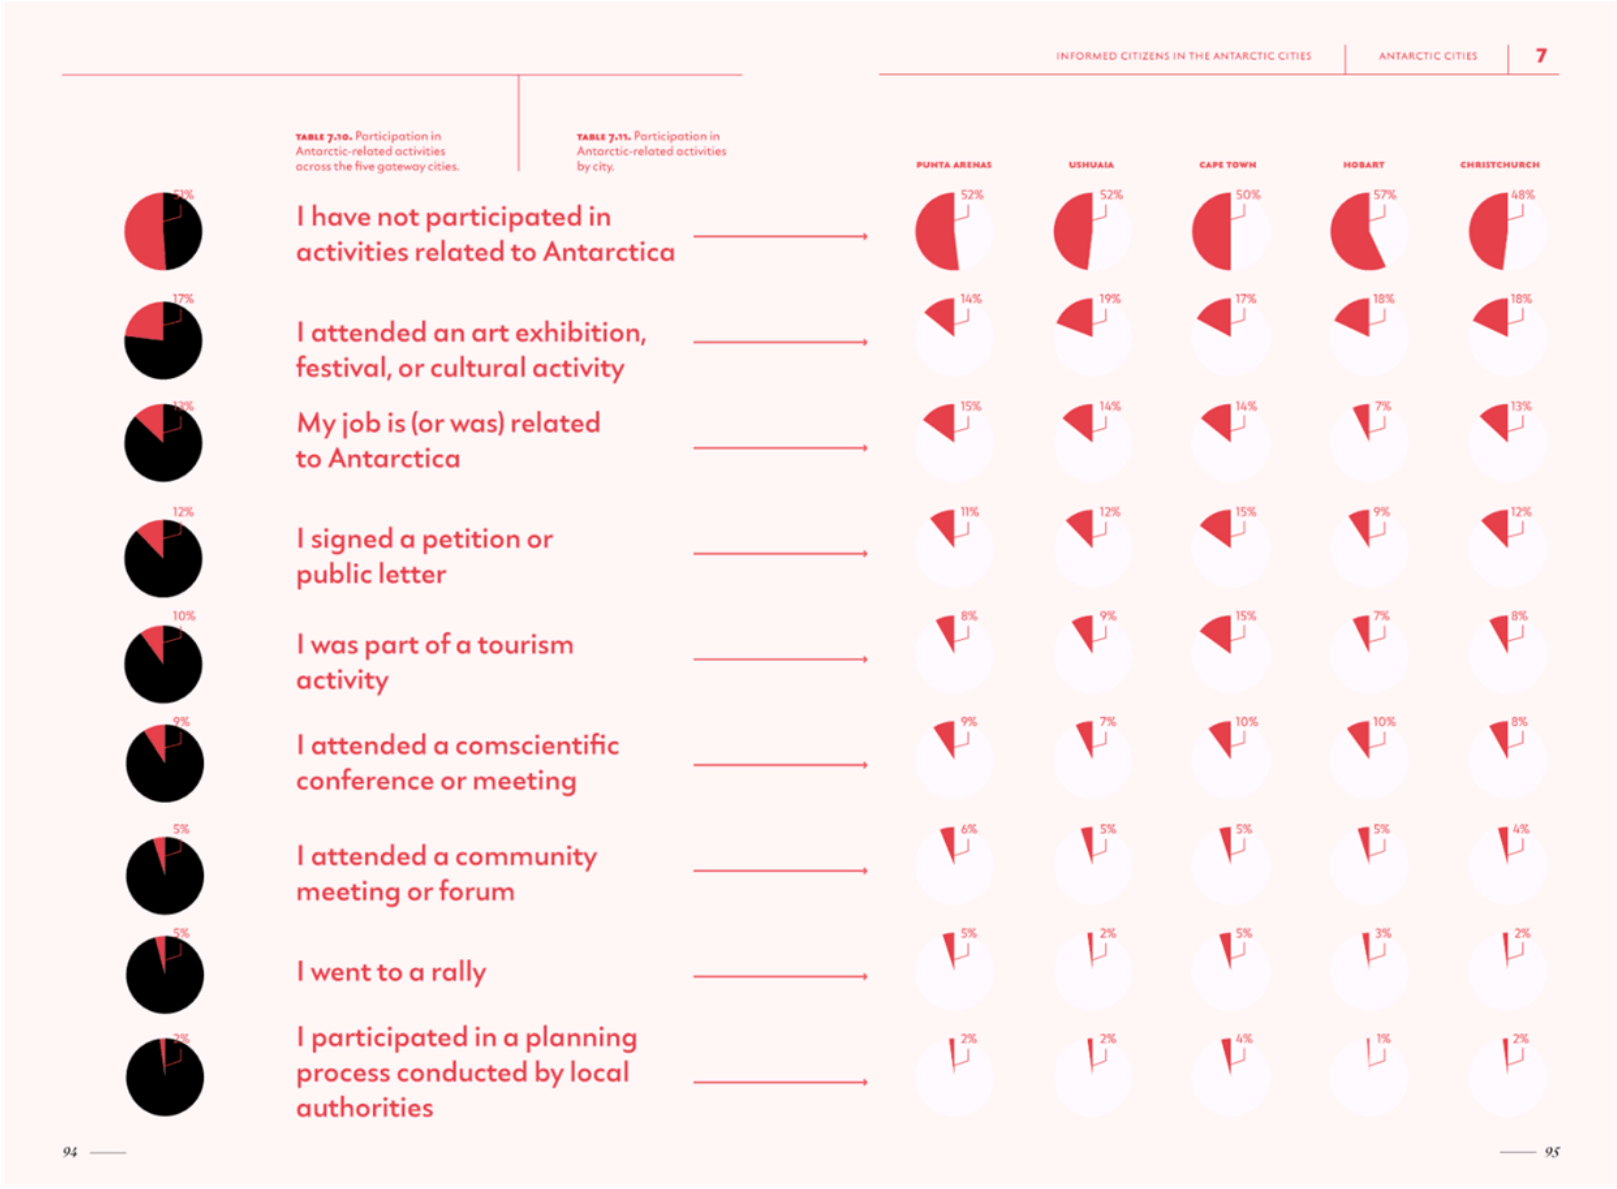 INFORMED CITIZENS IN THE ANTARCTIC CITIES
ANTARCTIC CITIES
7
TABLE 7.10. Participation in
Antarctic-related activities
across the five gateway cities.
TABLE 7.11. Participation in
Antarctic-related activities
by city.
PUNTA ARENAS
USHUAIA
CAPE TOWN
HOBART
CHRISTCHURCH
51%
I have not participated in
activities related to Antarctica
52%
52%
50%
57%
48%
17%
I attended an art exhibition,
festival, or cultural activity
14%
19%
17%
18%
18%
13%
My job is (or was) related
to Antarctica
15%
14%
14%
7%
13%
12%
I signed a petition or
public letter
11%
12%
15%
9%
12%
10%
I was part of a tourism
activity
8%
9%
15%
7%
8%
9%
I attended a comscientific
conference or meeting
9%
7%
10%
10%
8%
5%
I attended a community
meeting or forum
6%
5%
5%
5%
4%
5%
I went to a rally
5%
2%
5%
3%
2%
I participated in a planning
process conducted by local
authorities
2%
2%
4%
1%
2%
94
95